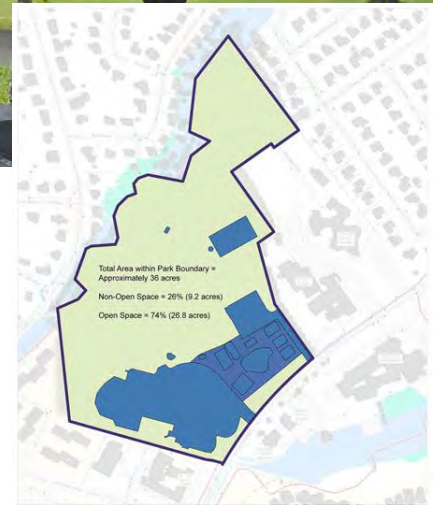 Total Area within Park Boundary =
Approximately 36 acres
Non-Open Space = 26% (9.2 acres)
Open Space = 74% (26.8 acres)